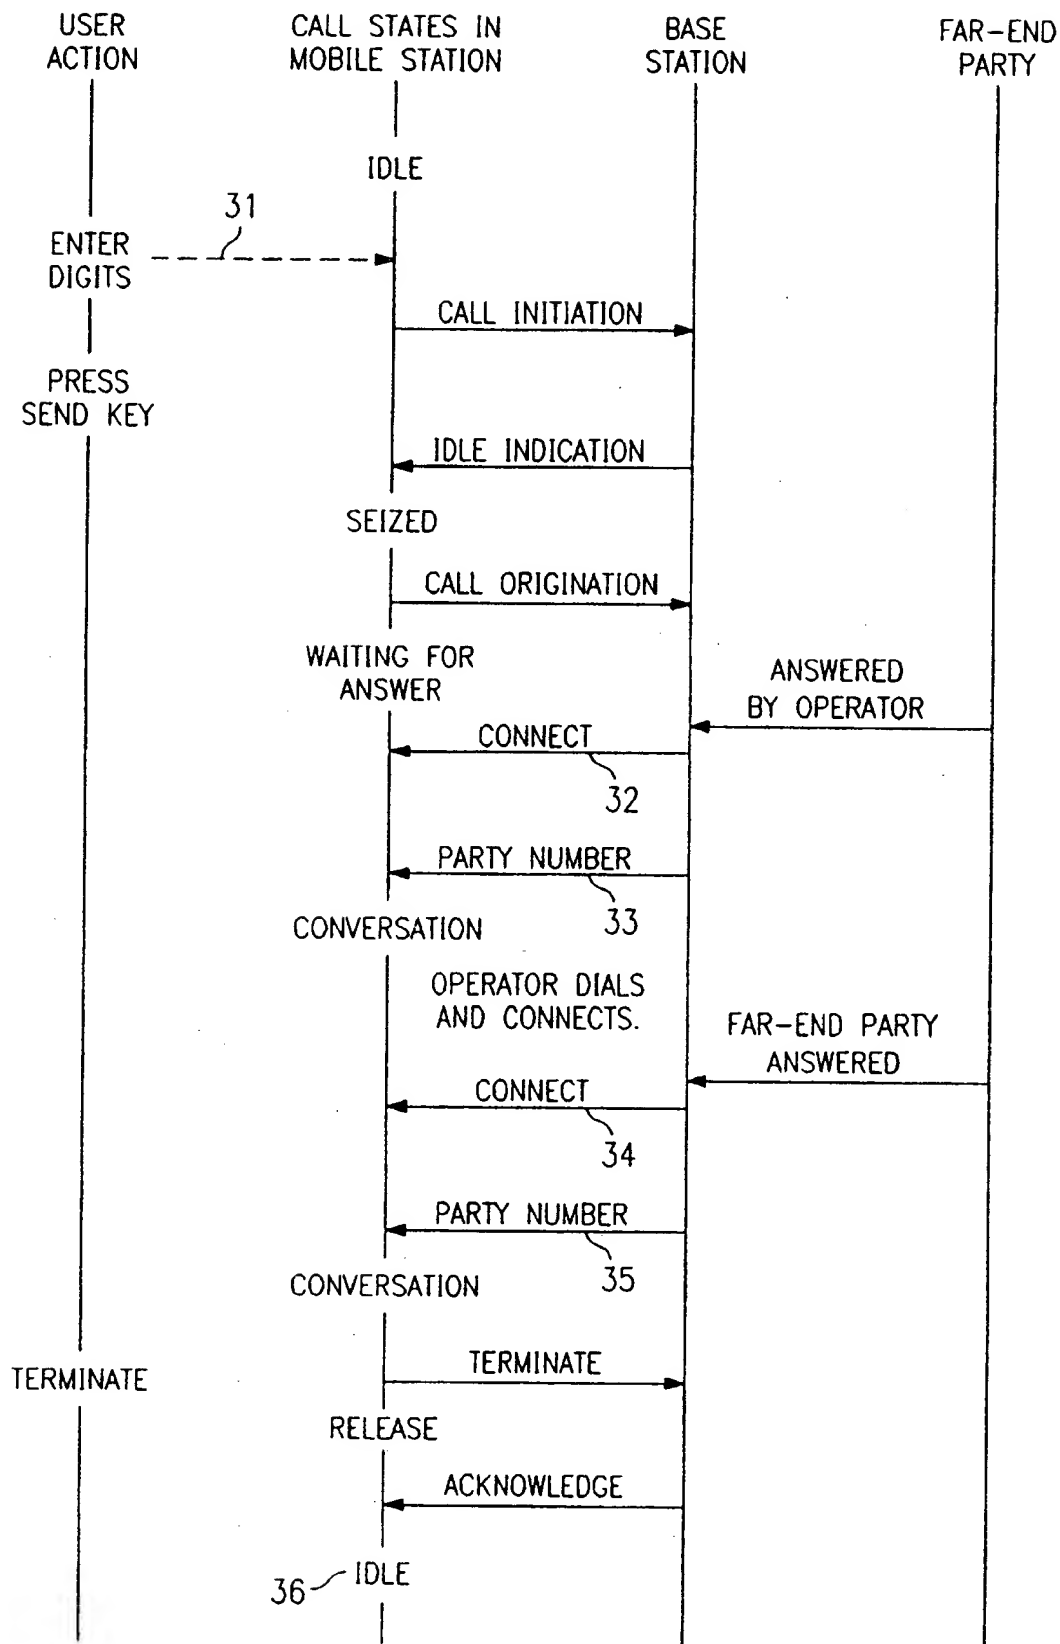 USER
ACTION
CALL STATES IN
MOBILE STATION
BASE
STATION
FAR-END
PARTY
IDLE
31
ENTER
DIGITS
CALL INITIATION
PRESS
SEND KEY
IDLE INDICATION
SEIZED
CALL ORIGINATION
WAITING FOR
ANSWER
ANSWERED
BY OPERATOR
CONNECT
32
PARTY NUMBER
33
CONVERSATION
OPERATOR DIALS
AND CONNECTS.
FAR-END PARTY
ANSWERED
CONNECT
34
PARTY NUMBER
35
CONVERSATION
TERMINATE
TERMINATE
RELEASE
ACKNOWLEDGE
36
IDLE